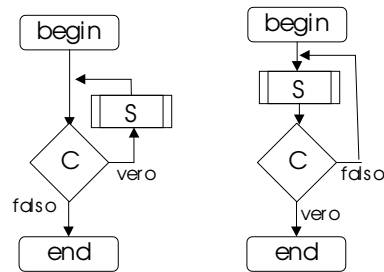 begin
S
C
vero
falso
end
begin
S
C
falso
vero
end